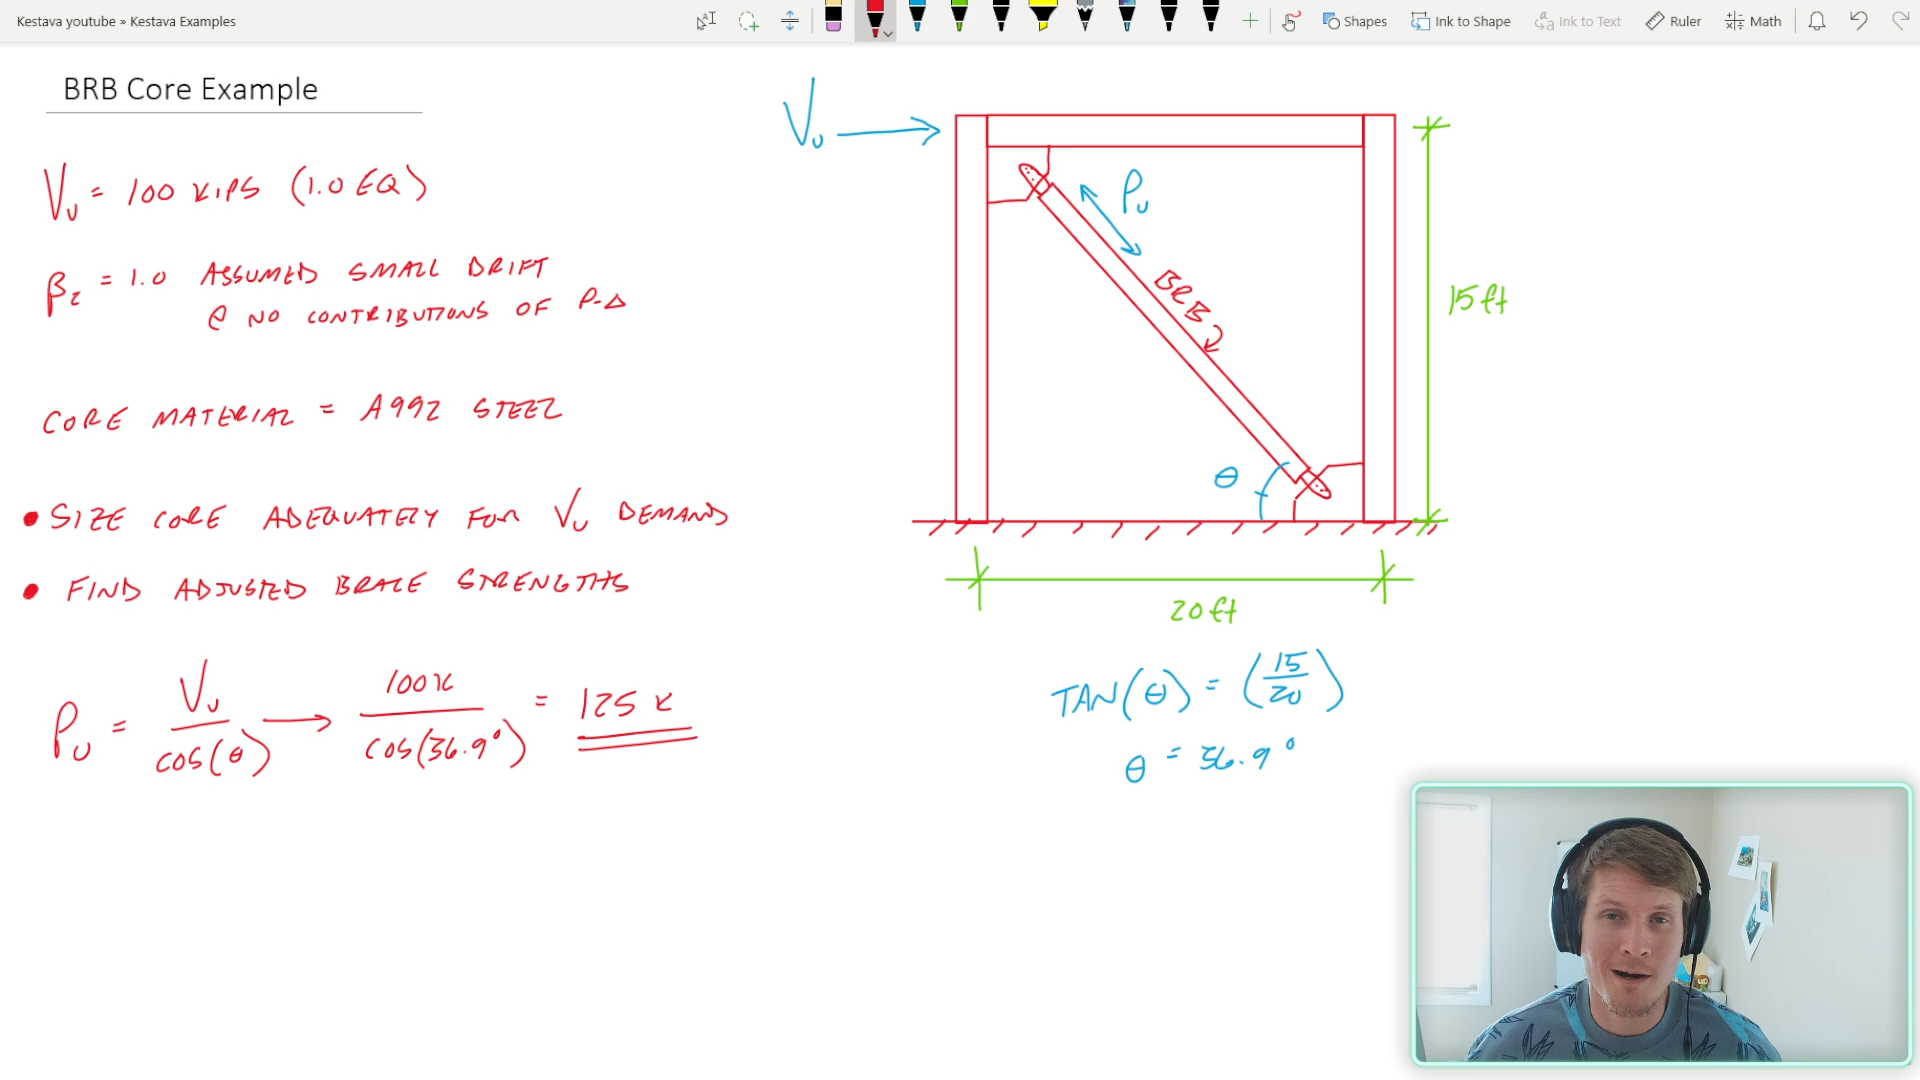 Kestava youtube » Kestava Examples
Shapes
Ink to Shape
Ink to Text
Ruler
Math
BRB Core Example
Vu = 100 KIPS (1.0 EQ)
βz = 1.0 ASSUMED SMALL DRIFT
@ NO CONTRIBUTIONS OF P-Δ
CORE MATERIAL = A992 STEEL
• SIZE CORE ADEQUATELY FOR Vu DEMAND
• FIND ADJUSTED BRACE STRENGTHS
Pu = Vu / cos(θ) → 100K / cos(36.9°) = 125 K
Vu
Pu
BRB
θ
15 ft
20 ft
TAN(θ) = (15/20)
θ = 36.9°